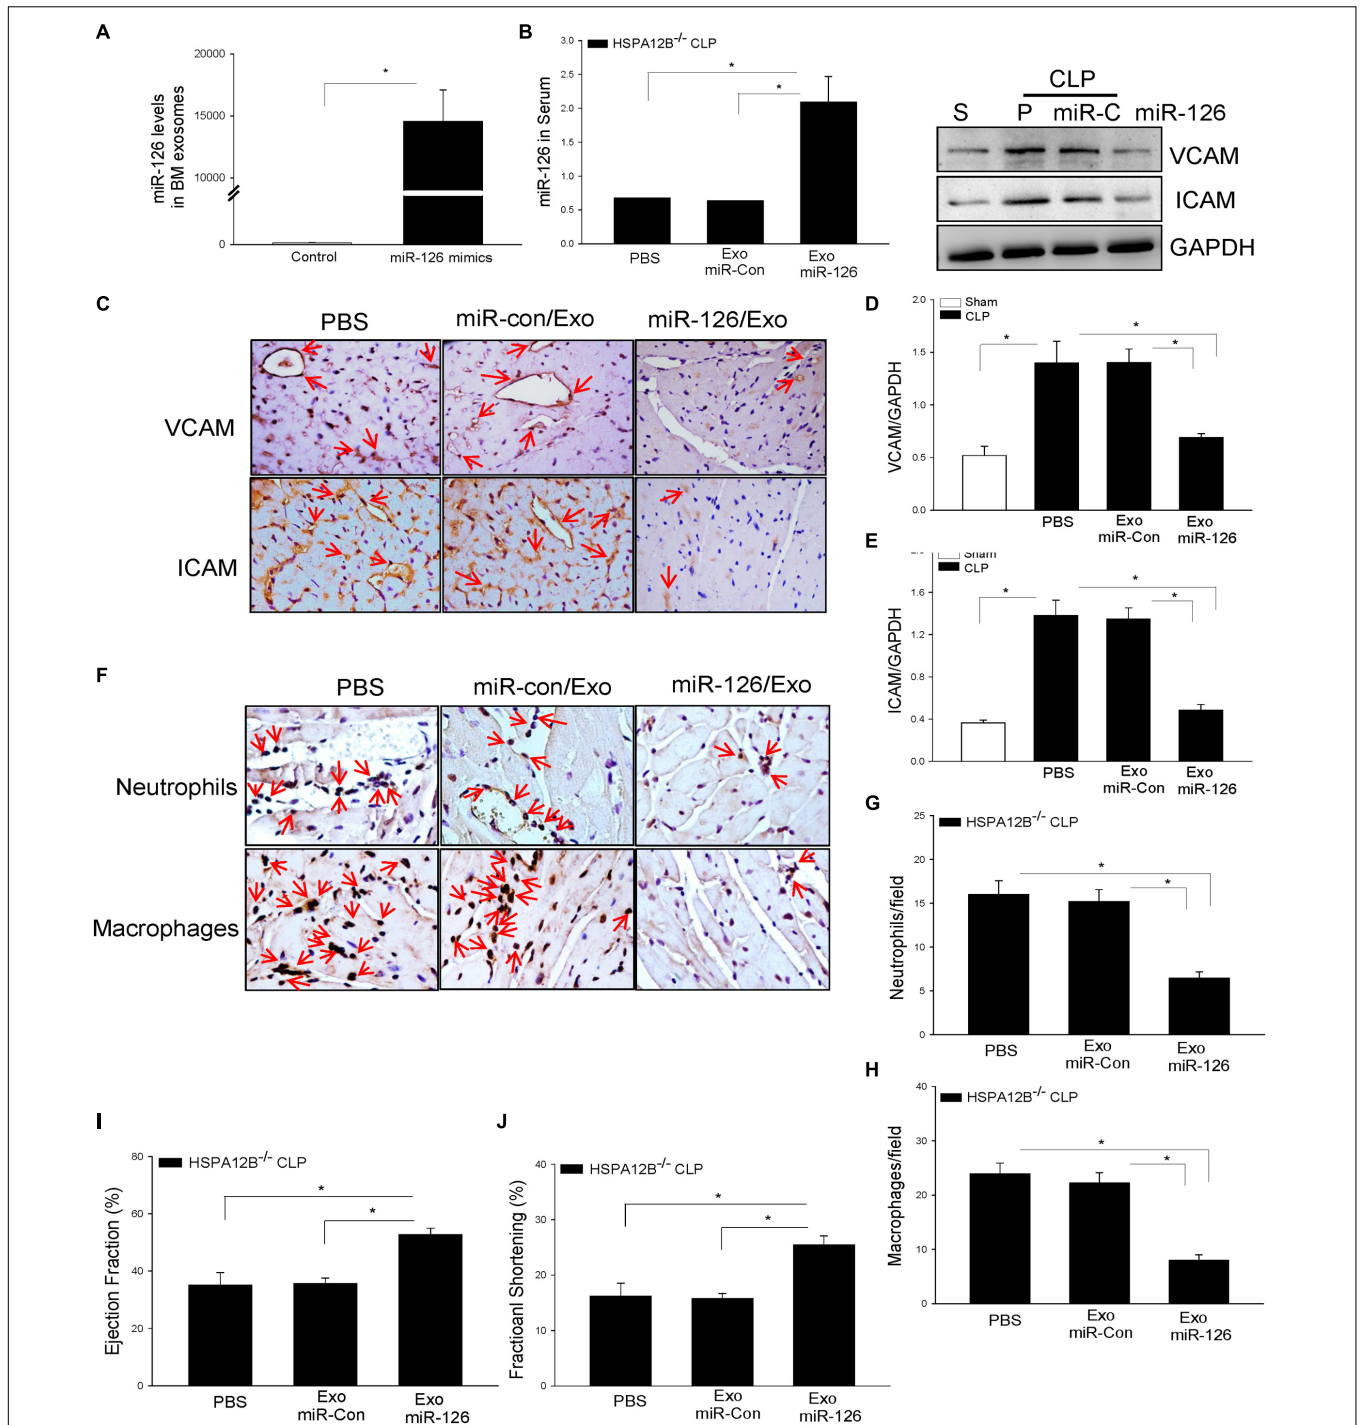 A
20000
15000
10000
0
miR-126 levels
in BM exosomes
*
Control
miR-126 mimics
B
HSPA12B-/- CLP
3.0
2.5
2.0
1.5
1.0
0.5
0.0
miR-126 in Serum
*
*
PBS
Exo
miR-Con
Exo
miR-126
CLP
S
P
miR-C
miR-126
VCAM
ICAM
GAPDH
C
PBS
miR-con/Exo
miR-126/Exo
VCAM
ICAM
D
Sham
CLP
2.0
1.5
1.0
0.5
0.0
VCAM/GAPDH
*
*
*
PBS
Exo
miR-Con
Exo
miR-126
E
Sham
CLP
1.6
1.2
0.8
0.4
0.0
ICAM/GAPDH
*
*
*
PBS
Exo
miR-Con
Exo
miR-126
F
PBS
miR-con/Exo
miR-126/Exo
Neutrophils
Macrophages
G
HSPA12B-/- CLP
25
20
15
10
5
0
Neutrophils/field
*
*
PBS
Exo
miR-Con
Exo
miR-126
H
HSPA12B-/- CLP
40
30
20
10
0
Macrophages/field
*
*
PBS
Exo
miR-Con
Exo
miR-126
I
HSPA12B-/- CLP
80
60
40
20
0
Ejection Fraction (%)
*
*
PBS
Exo
miR-Con
Exo
miR-126
J
HSPA12B-/- CLP
40
30
20
10
0
Fractioanl Shortening (%)
*
*
PBS
Exo
miR-Con
Exo
miR-126